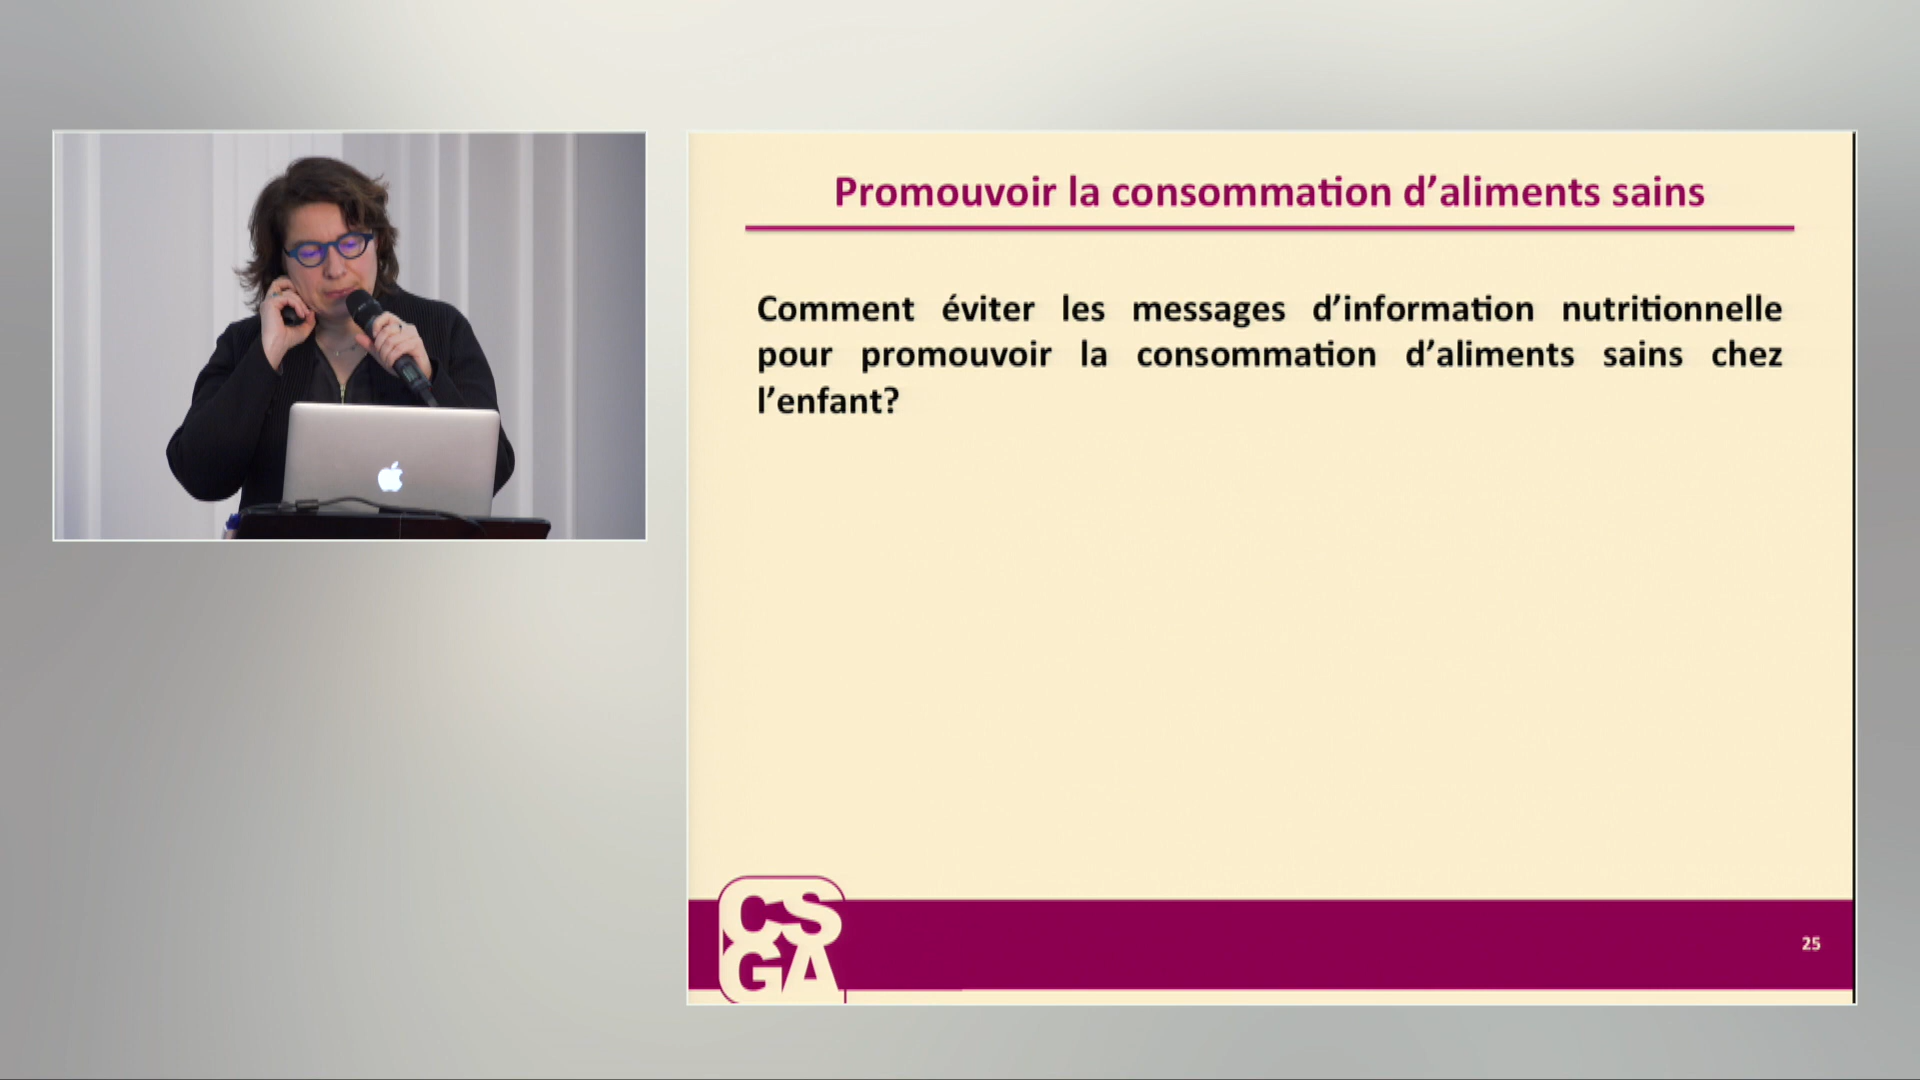 Promouvoir la consommation d’aliments sains
Comment éviter les messages d’information nutritionnelle
pour promouvoir la consommation d’aliments sains chez
l’enfant?
CS
GA
25